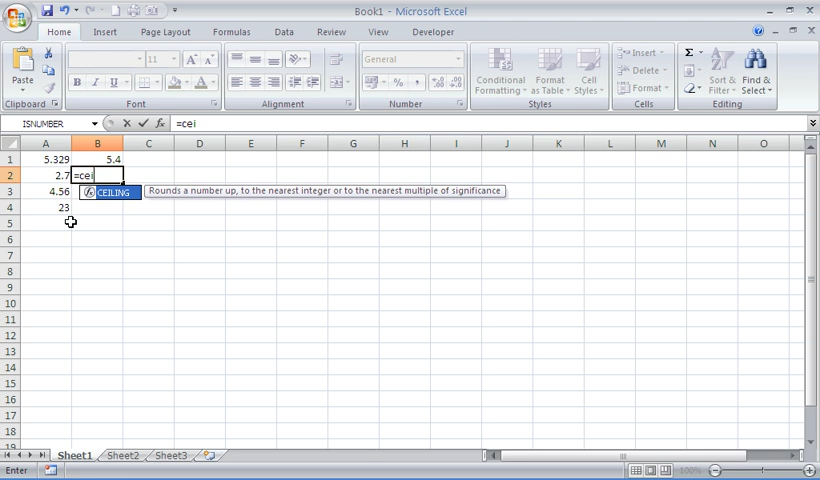 Book1 - Microsoft Excel
Home Insert Page Layout Formulas Data Review View Developer
Paste
11
General
Conditional Formatting
Format as Table
Cell Styles
Insert
Delete
Format
Sort & Filter
Find & Select
Clipboard Font Alignment Number Styles Cells Editing
ISNUMBER =cei
A B C D E F G H I J K L M N O
1 5.329 5.4
2 2.7 =cei
3 4.56 CEILING Rounds a number up, to the nearest integer or to the nearest multiple of significance
4 23
5
6
7
8
9
10
11
12
13
14
15
16
17
18
19
Sheet1 Sheet2 Sheet3
Enter 100%